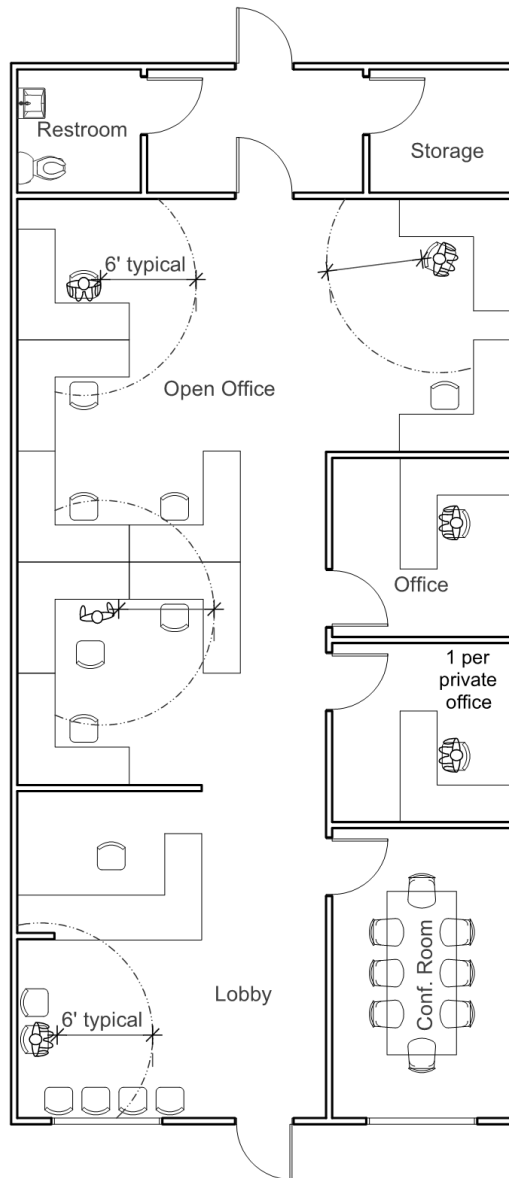 Restroom
Storage
6' typical
Open Office
Office
1 per
private
office
Conf. Room
Lobby
6' typical